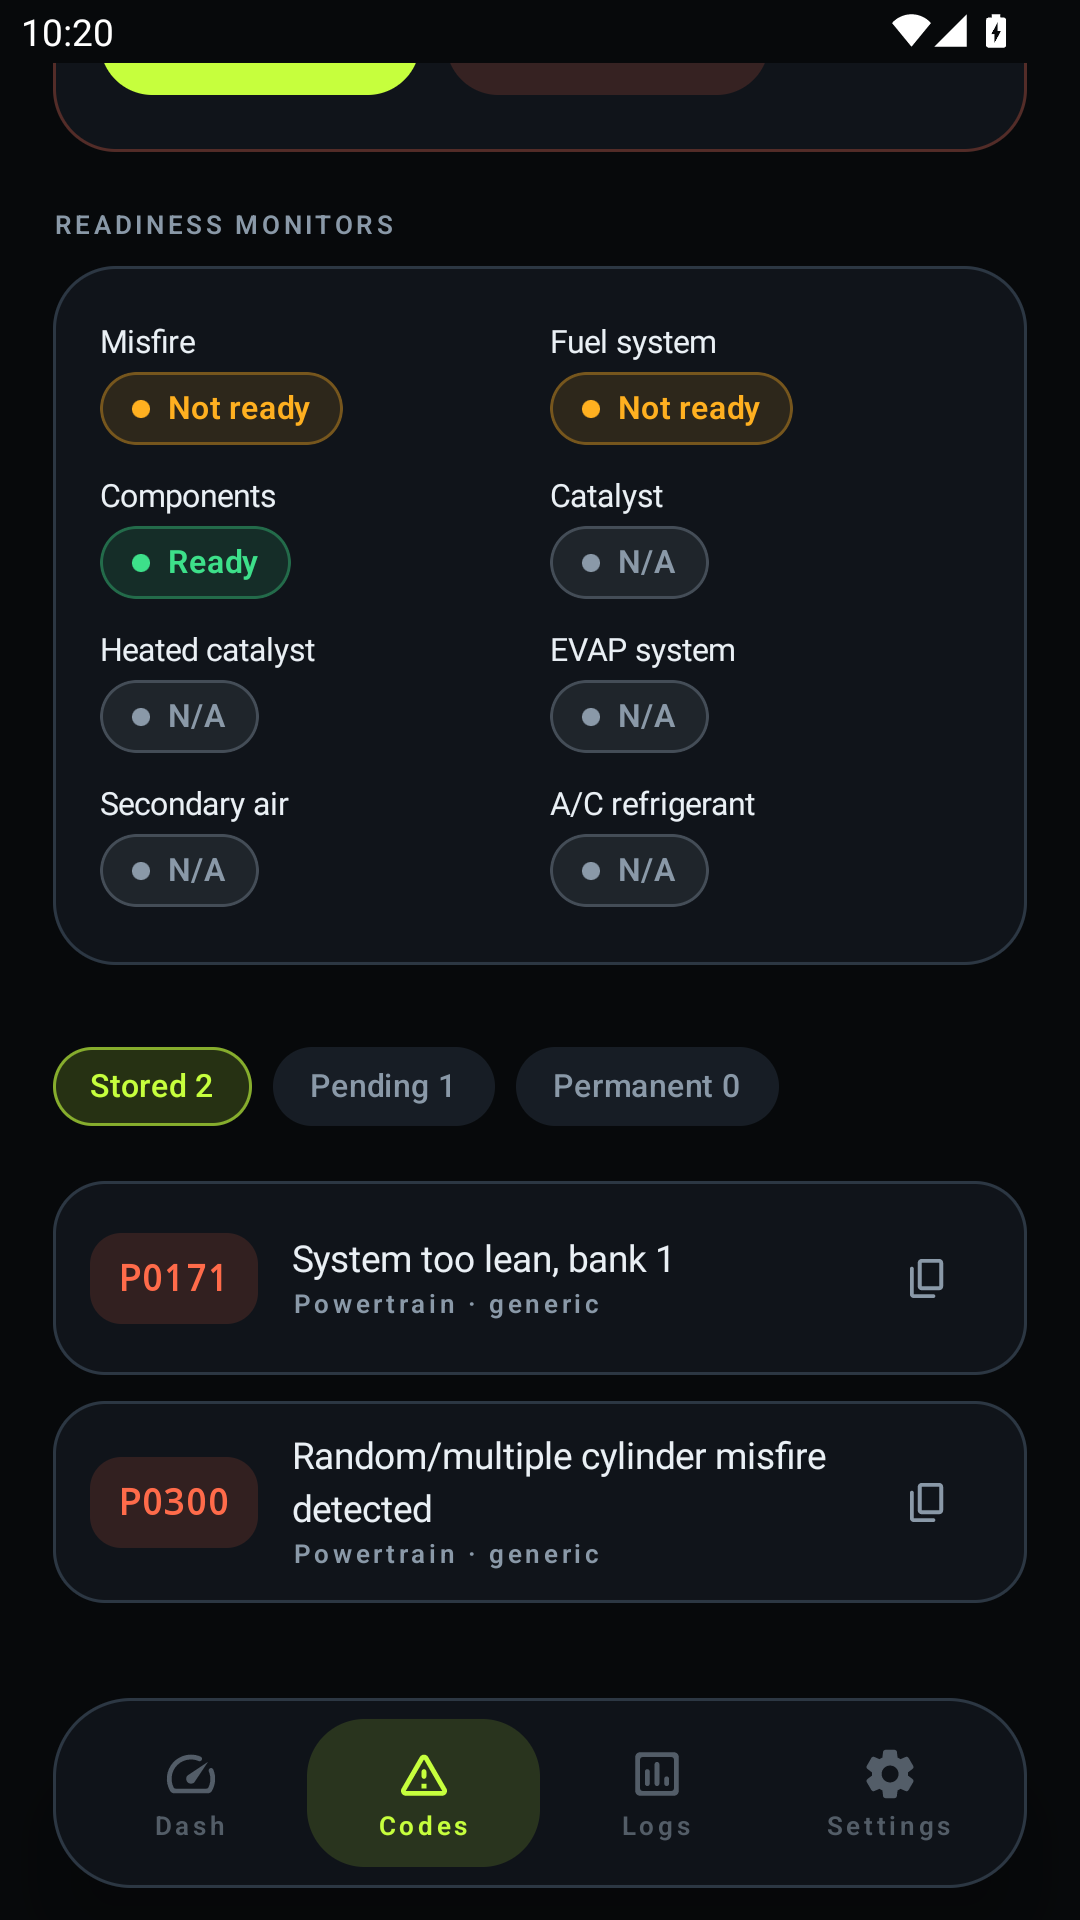 10:20
READINESS MONITORS
Misfire
Fuel system
Not ready
Not ready
Components
Catalyst
Ready
N/A
Heated catalyst
EVAP system
N/A
N/A
Secondary air
A/C refrigerant
N/A
N/A
Stored 2
Pending 1
Permanent 0
P0171
System too lean, bank 1
Powertrain · generic
P0300
Random/multiple cylinder misfire
detected
Powertrain · generic
Dash
Codes
Logs
Settings